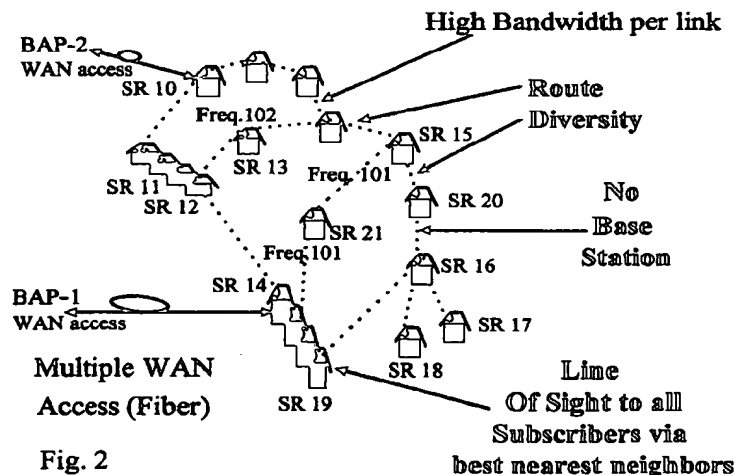 High Bandwidth per link
BAP-2
WAN access
SR 10
Route
Diversity
Freq.102
SR 13
SR 15
Freq.101
SR 11
SR 12
SR 20
No
Base
Station
SR 21
Freq.101
SR 16
SR 14
BAP-1
WAN access
SR 17
SR 18
Multiple WAN
Access (Fiber)
SR 19
Line
Of Sight to all
Subscribers via
best nearest neighbors
Fig. 2